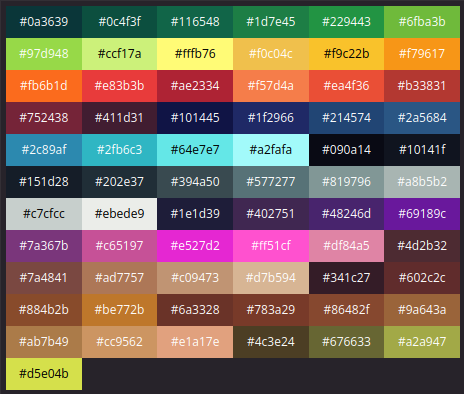 #0a3639 #0c4f3f #116548 #1d7e45 #229443 #6fba3b
#97d948 #ccf17a #fffb76 #f0c04c #f9c22b #f79617
#fb6b1d #e83b3b #ae2334 #f57d4a #ea4f36 #b33831
#752438 #411d31 #101445 #1f2966 #214574 #2a5684
#2c89af #2fb6c3 #64e7e7 #a2fafa #090a14 #10141f
#151d28 #202e37 #394a50 #577277 #819796 #a8b5b2
#c7cfcc #ebede9 #1e1d39 #402751 #48246d #69189c
#7a367b #c65197 #e527d2 #ff51cf #df84a5 #4d2b32
#7a4841 #ad7757 #c09473 #d7b594 #341c27 #602c2c
#884b2b #be772b #6a3328 #783a29 #86482f #9a643a
#ab7b49 #cc9562 #e1a17e #4c3e24 #676633 #a2a947
#d5e04b